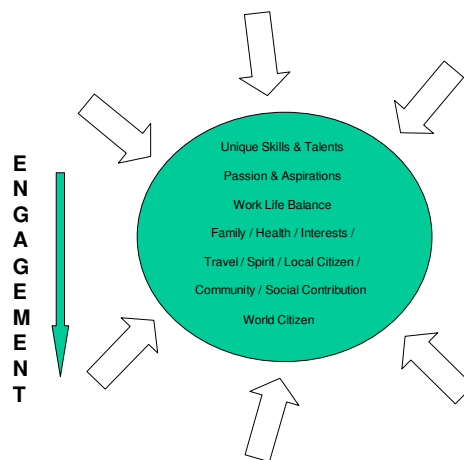 ENGAGEMENT
Unique Skills & Talents
Passion & Aspirations
Work Life Balance
Family / Health / Interests /
Travel / Spirit / Local Citizen /
Community / Social Contribution
World Citizen